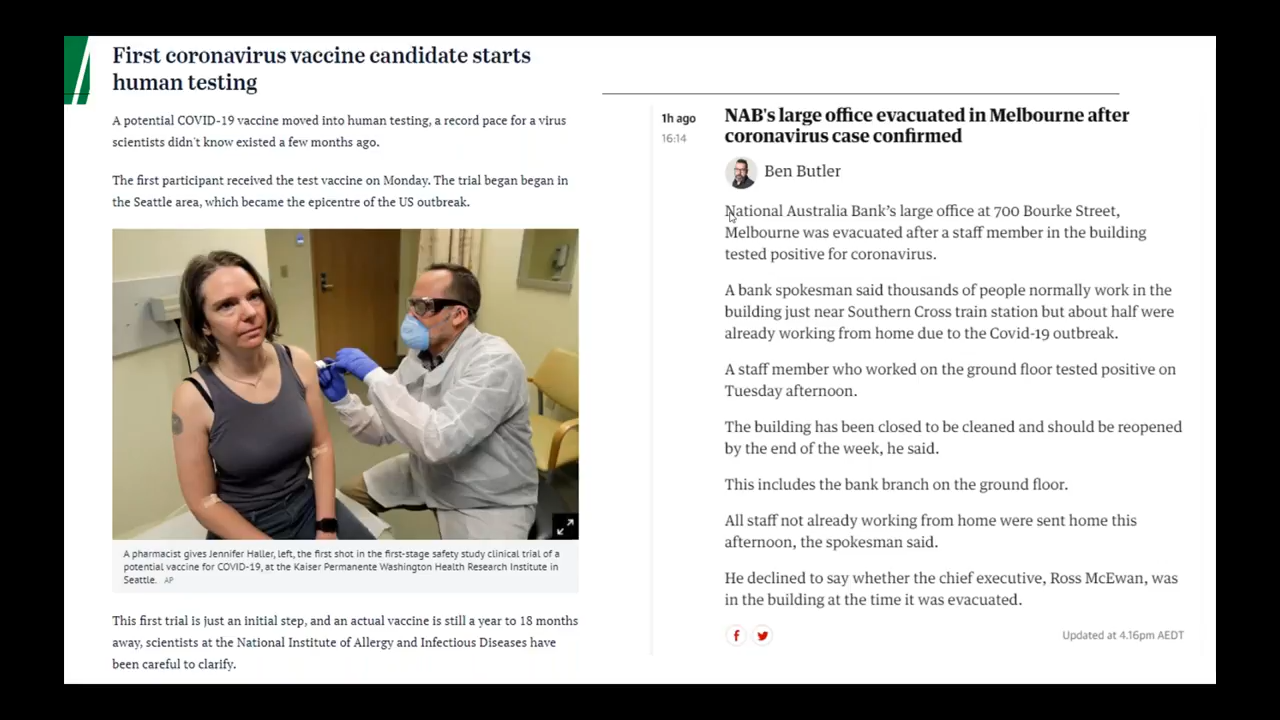 First coronavirus vaccine candidate starts
human testing
A potential COVID-19 vaccine moved into human testing, a record pace for a virus
scientists didn't know existed a few months ago.
The first participant received the test vaccine on Monday. The trial began began in
the Seattle area, which became the epicentre of the US outbreak.
A pharmacist gives Jennifer Haller, left, the first shot in the first-stage safety study clinical trial of a
potential vaccine for COVID-19, at the Kaiser Permanente Washington Health Research Institute in
Seattle. AP
This first trial is just an initial step, and an actual vaccine is still a year to 18 months
away, scientists at the National Institute of Allergy and Infectious Diseases have
been careful to clarify.
1h ago
16:14
NAB's large office evacuated in Melbourne after
coronavirus case confirmed
Ben Butler
National Australia Bank's large office at 700 Bourke Street,
Melbourne was evacuated after a staff member in the building
tested positive for coronavirus.
A bank spokesman said thousands of people normally work in the
building just near Southern Cross train station but about half were
already working from home due to the Covid-19 outbreak.
A staff member who worked on the ground floor tested positive on
Tuesday afternoon.
The building has been closed to be cleaned and should be reopened
by the end of the week, he said.
This includes the bank branch on the ground floor.
All staff not already working from home were sent home this
afternoon, the spokesman said.
He declined to say whether the chief executive, Ross McEwan, was
in the building at the time it was evacuated.
Updated at 4.16pm AEDT